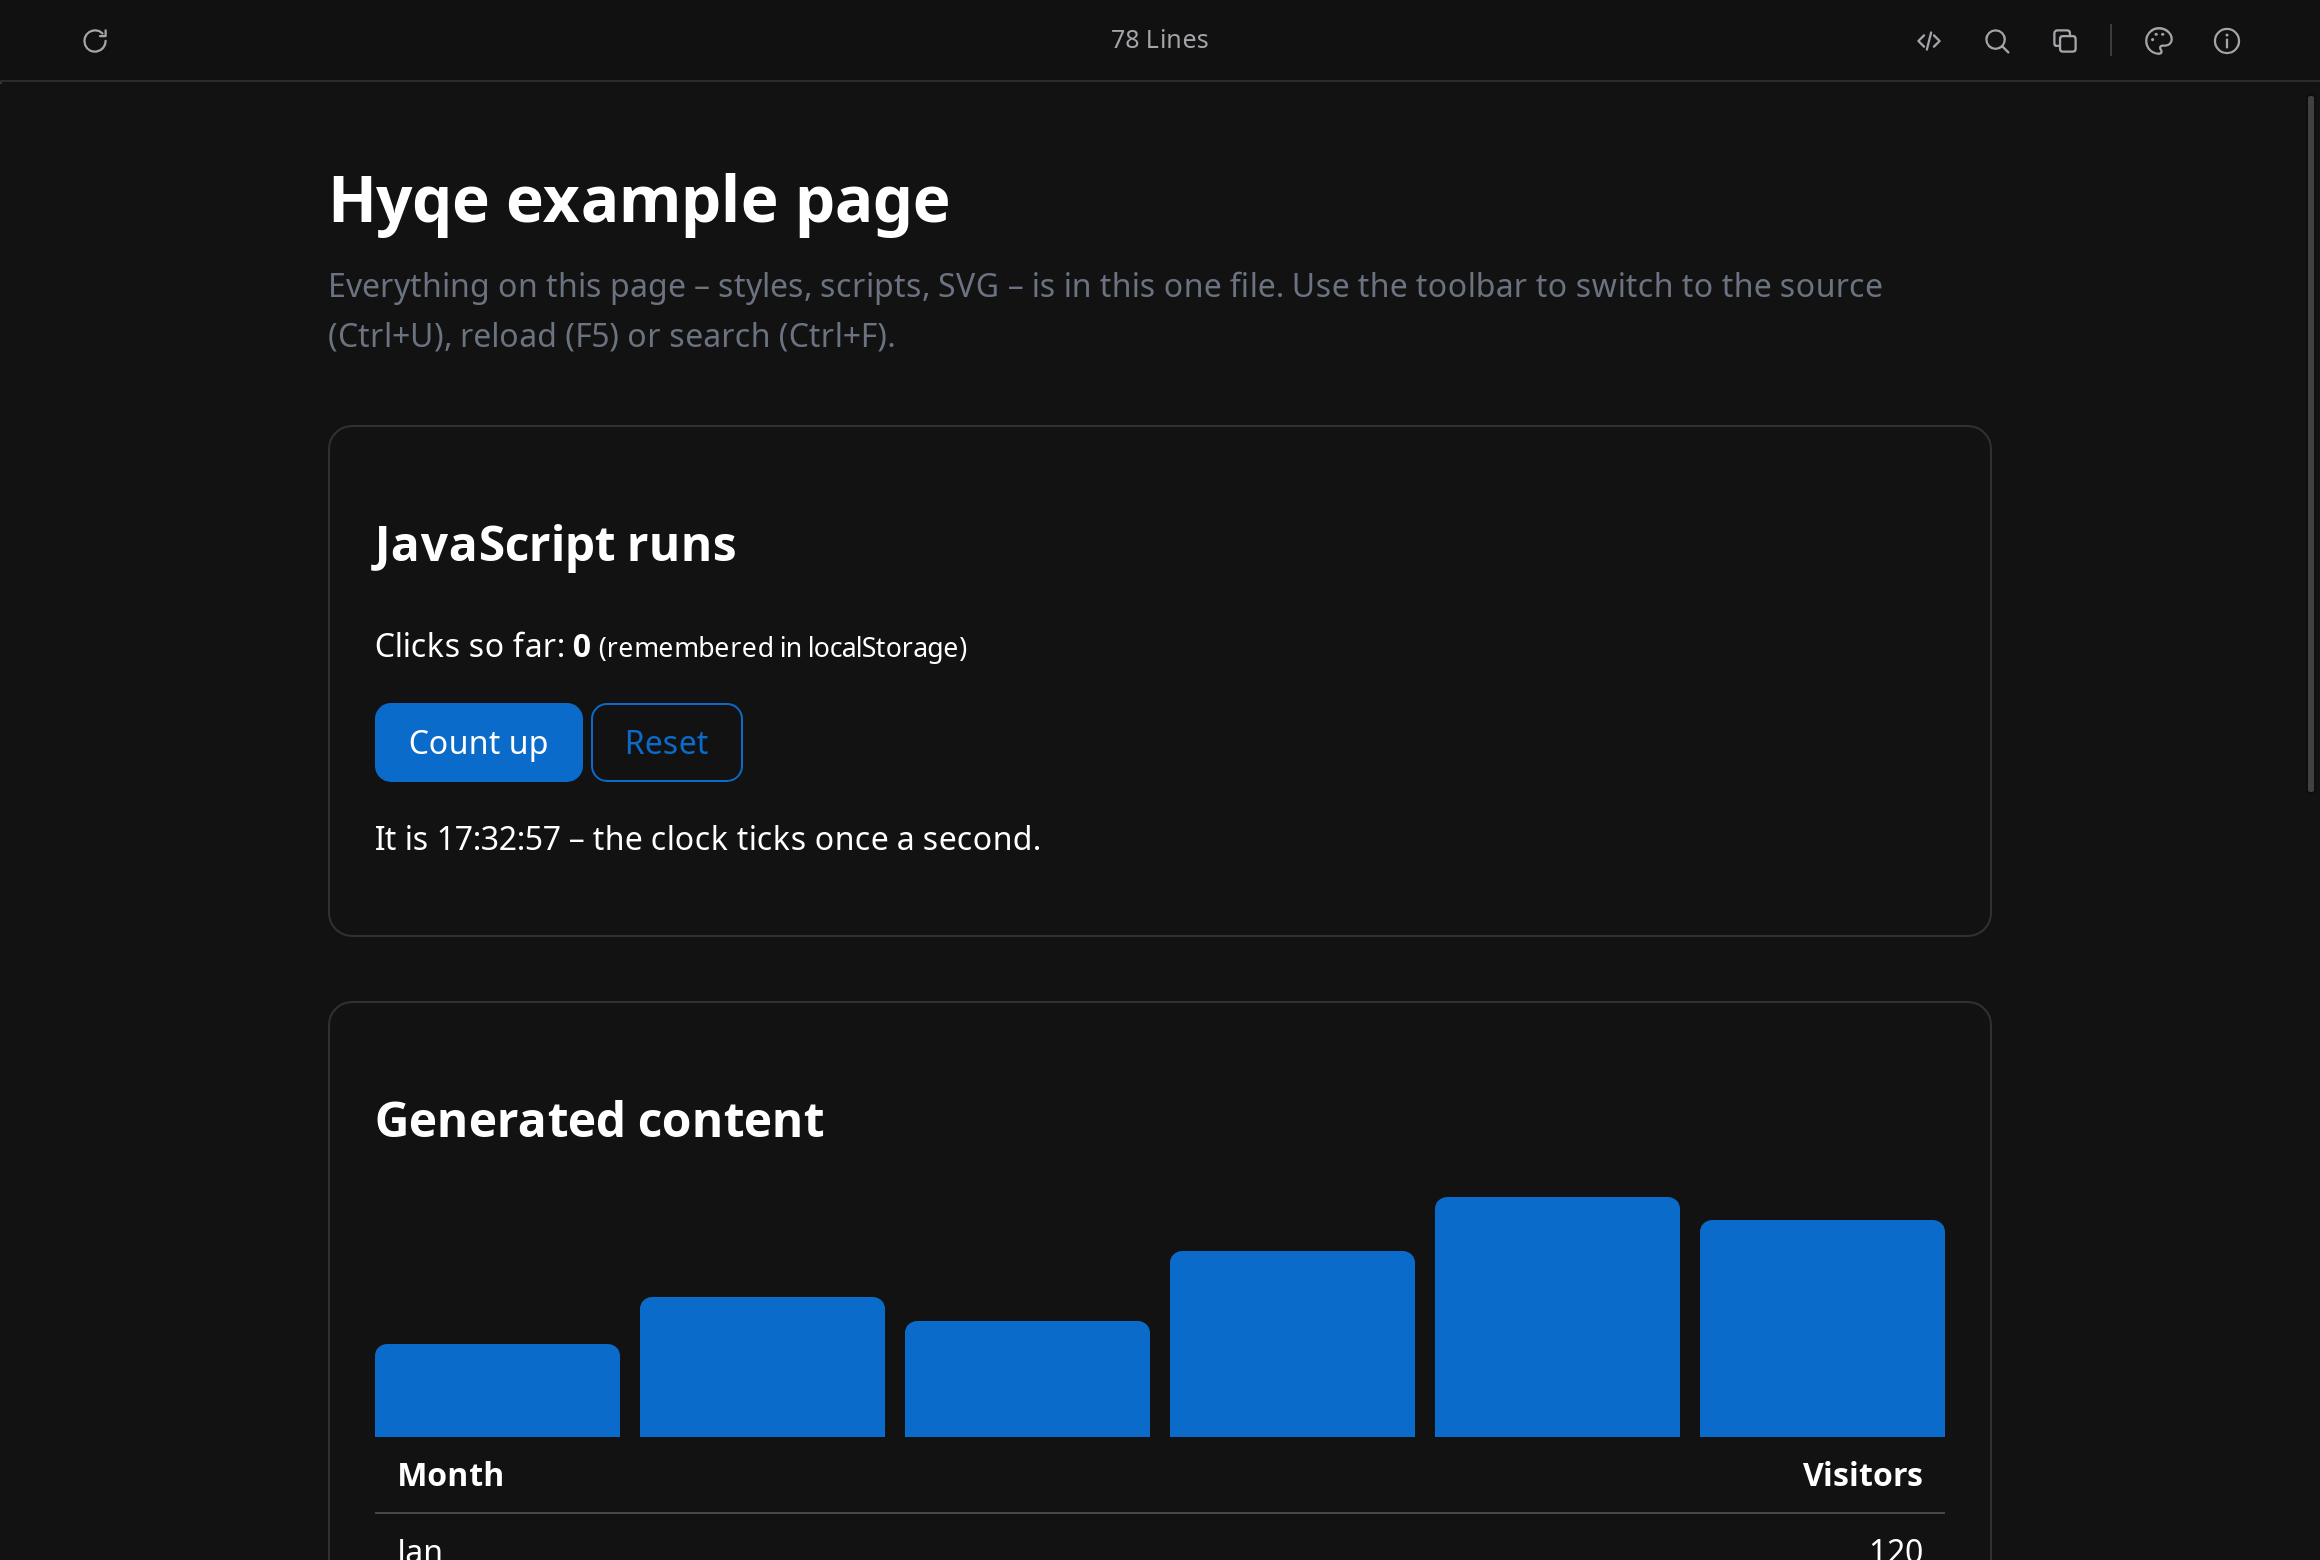 78 Lines
Hyqe example page
Everything on this page – styles, scripts, SVG – is in this one file. Use the toolbar to switch to the source
(Ctrl+U), reload (F5) or search (Ctrl+F).
JavaScript runs
Clicks so far: 0 (remembered in localStorage)
Count up Reset
It is 17:32:57 – the clock ticks once a second.
Generated content
Month Visitors
Jan 120